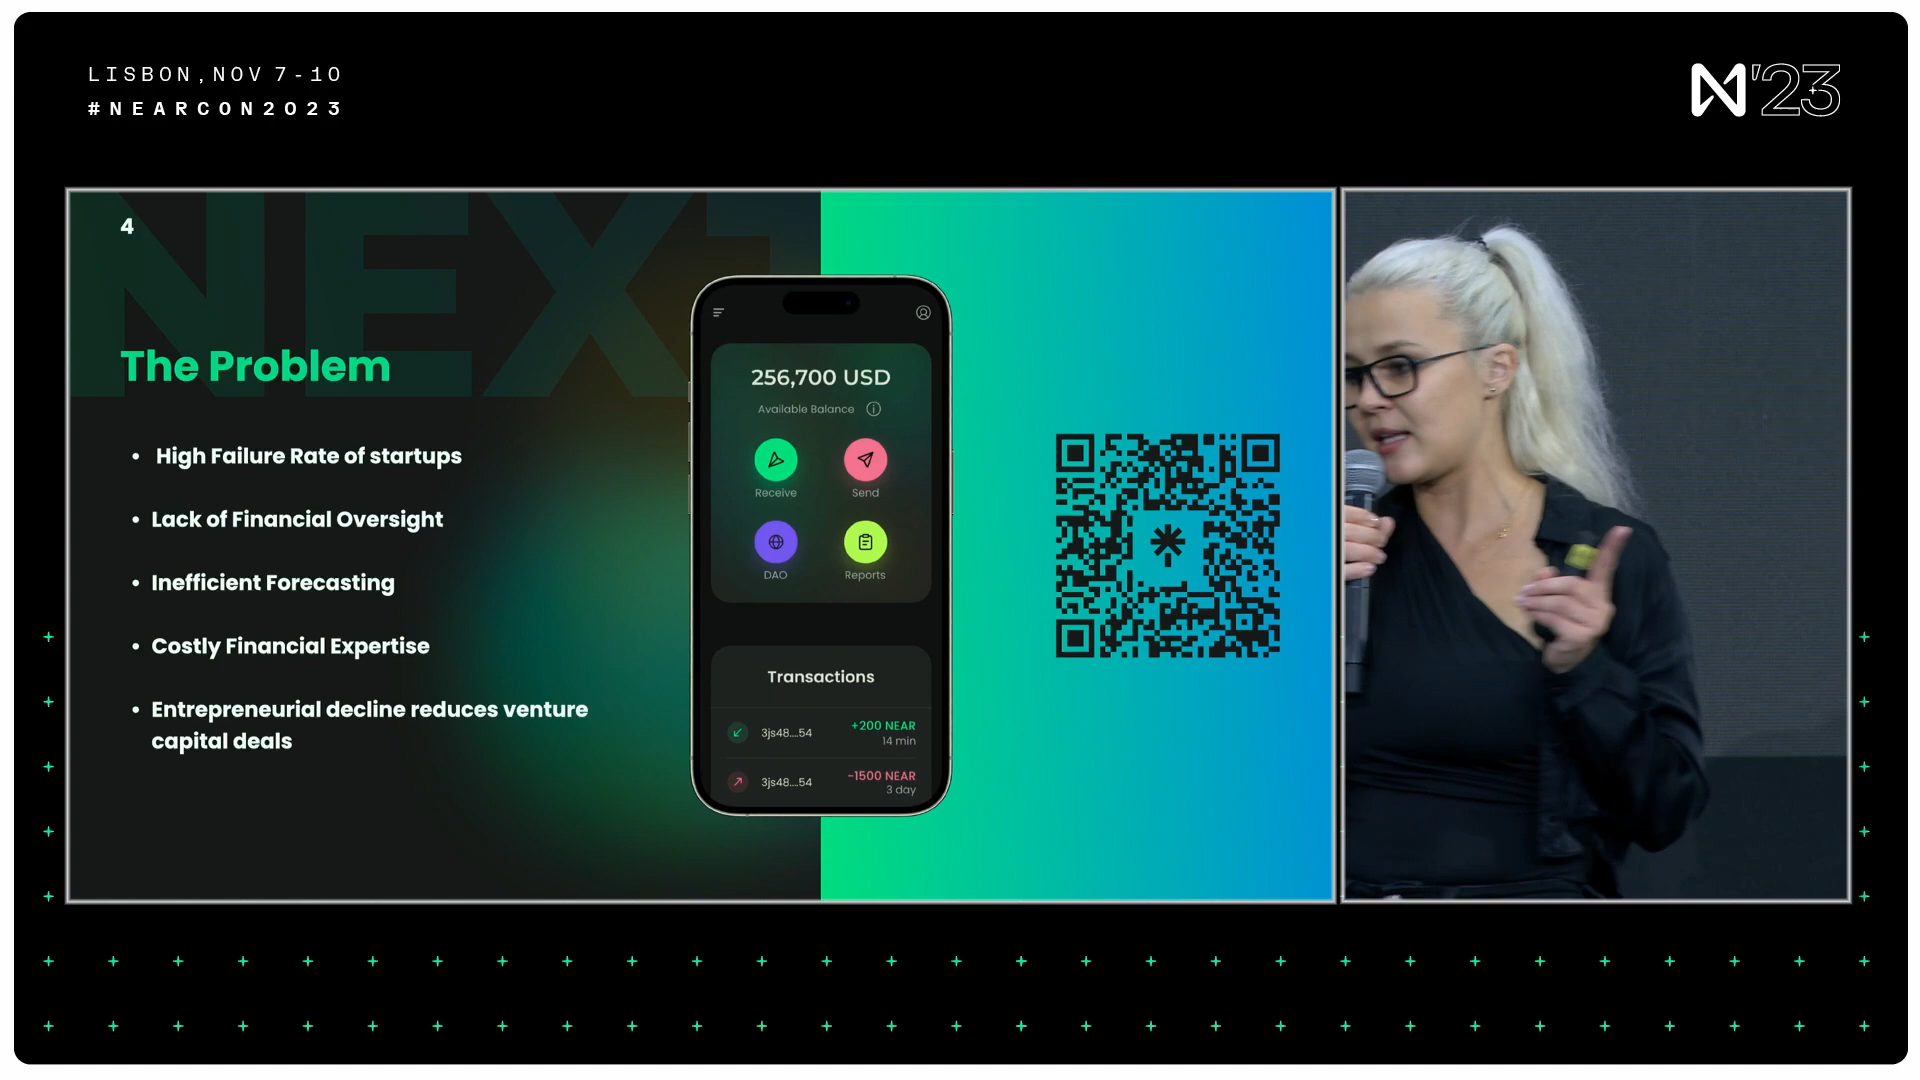 LISBON, NOV 7-10
#NEARCON2023
N'23
NEXT
4
The Problem
• High Failure Rate of startups
• Lack of Financial Oversight
• Inefficient Forecasting
• Costly Financial Expertise
• Entrepreneurial decline reduces venture
capital deals
256,700 USD
Available Balance
Receive
Send
DAO
Reports
Transactions
3js48....54
+200 NEAR
14 min
3js48....54
-1500 NEAR
3 day